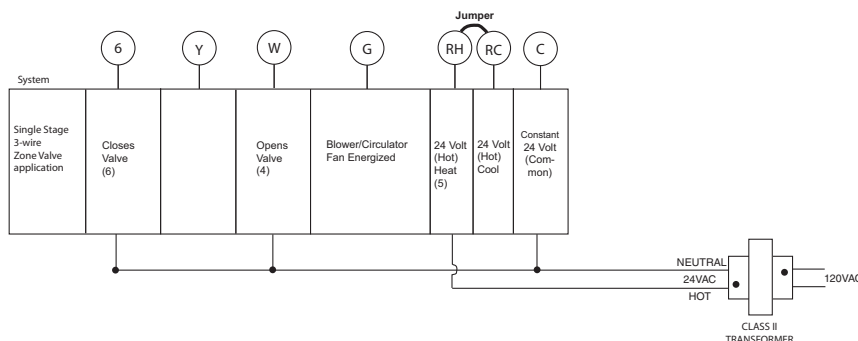 Jumper
6
Y
W
G
RH
RC
C
System
Single Stage
3-wire
Zone Valve
application
Closes
Valve
(6)
Opens
Valve
(4)
Blower/Circulator
Fan Energized
24 Volt
(Hot)
Heat
(5)
24 Volt
(Hot)
Cool
Constant
24 Volt
(Com-
mon)
NEUTRAL
24VAC
HOT
120VAC
CLASS II
TRANSFORMER